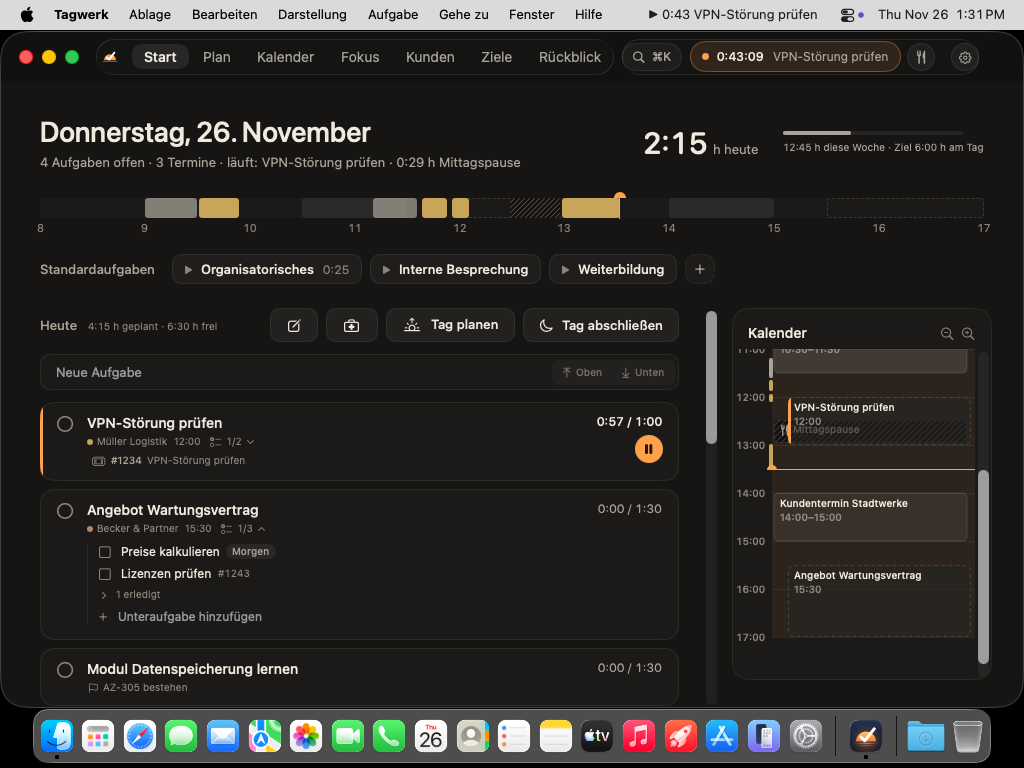 Tagwerk Ablage Bearbeiten Darstellung Aufgabe Gehe zu Fenster Hilfe 0:43 VPN-Störung prüfen Thu Nov 26 1:31 PM
Start Plan Kalender Fokus Kunden Ziele Rückblick ⌘K 0:43:09 VPN-Störung prüfen
Donnerstag, 26. November
4 Aufgaben offen · 3 Termine · läuft: VPN-Störung prüfen · 0:29 h Mittagspause
2:15 h heute
12:45 h diese Woche · Ziel 6:00 h am Tag
8 9 10 11 12 13 14 15 16 17
Standardaufgaben Organisatorisches 0:25 Interne Besprechung Weiterbildung +
Heute 4:15 h geplant · 6:30 h frei Tag planen Tag abschließen
Neue Aufgabe Oben Unten
VPN-Störung prüfen 0:57 / 1:00
Müller Logistik 12:00 1/2
#1234 VPN-Störung prüfen
Angebot Wartungsvertrag 0:00 / 1:30
Becker & Partner 15:30 1/3
Preise kalkulieren Morgen
Lizenzen prüfen #1243
1 erledigt
+ Unteraufgabe hinzufügen
Modul Datenspeicherung lernen 0:00 / 1:30
AZ-305 bestehen
Kalender
11:00 10:30–11:30
12:00
VPN-Störung prüfen
12:00
Mittagspause
13:00
14:00
Kundentermin Stadtwerke
14:00–15:00
15:00
Angebot Wartungsvertrag
16:00 15:30
17:00
Thu
26
tv